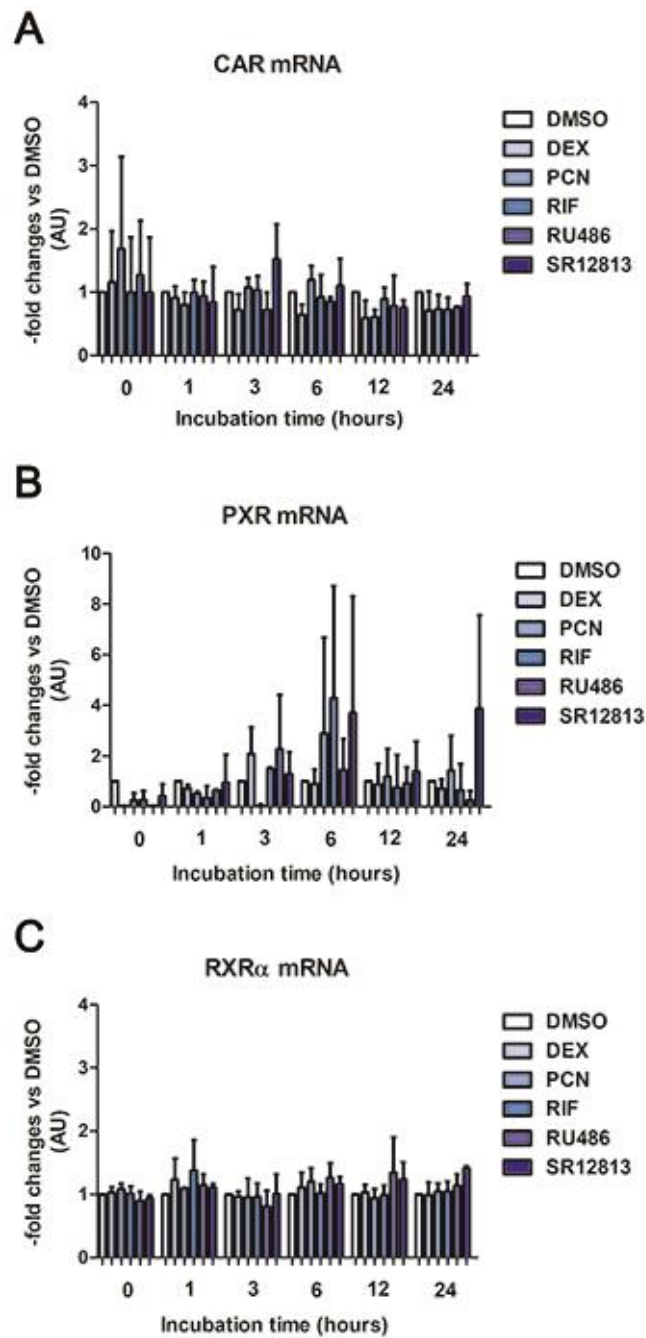 A
CAR mRNA
-fold changes vs DMSO
(AU)
4
3
2
1
0
0 1 3 6 12 24
Incubation time (hours)
DMSO
DEX
PCN
RIF
RU486
SR12813
B
PXR mRNA
-fold changes vs DMSO
(AU)
10
8
6
4
2
0
0 1 3 6 12 24
Incubation time (hours)
DMSO
DEX
PCN
RIF
RU486
SR12813
C
RXRα mRNA
-fold changes vs DMSO
(AU)
4
3
2
1
0
0 1 3 6 12 24
Incubation time (hours)
DMSO
DEX
PCN
RIF
RU486
SR12813